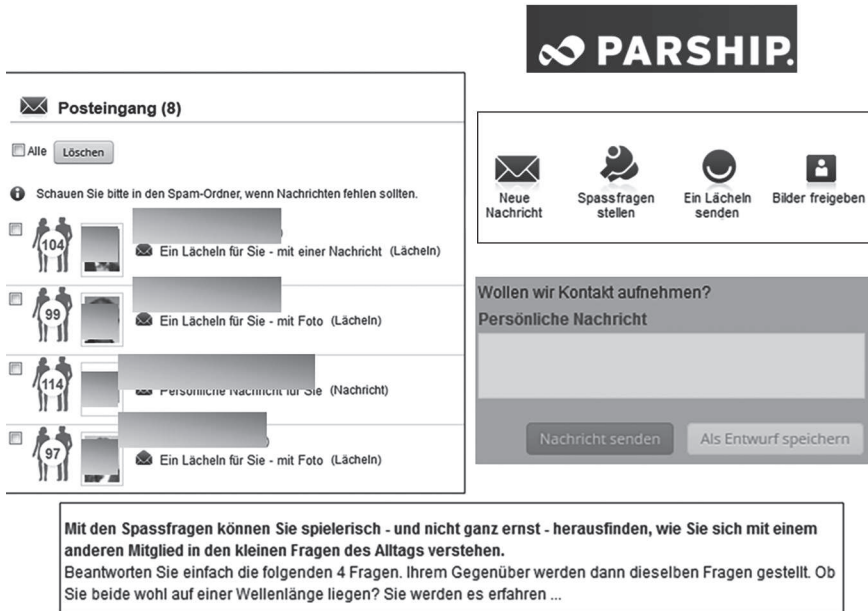 PARSHIP.
Posteingang (8)
Alle Löschen
Schauen Sie bitte in den Spam-Ordner, wenn Nachrichten fehlen sollten.
104
Ein Lächeln für Sie - mit einer Nachricht (Lächeln)
99
Ein Lächeln für Sie - mit Foto (Lächeln)
114
Persönliche Nachricht für Sie (Nachricht)
97
Ein Lächeln für Sie - mit Foto (Lächeln)
Neue
Nachricht
Spassfragen
stellen
Ein Lächeln
senden
Bilder freigeben
Wollen wir Kontakt aufnehmen?
Persönliche Nachricht
Nachricht senden Als Entwurf speichern
Mit den Spassfragen können Sie spielerisch - und nicht ganz ernst - herausfinden, wie Sie sich mit einem
anderen Mitglied in den kleinen Fragen des Alltags verstehen.
Beantworten Sie einfach die folgenden 4 Fragen. Ihrem Gegenüber werden dann dieselben Fragen gestellt. Ob
Sie beide wohl auf einer Wellenlänge liegen? Sie werden es erfahren ...